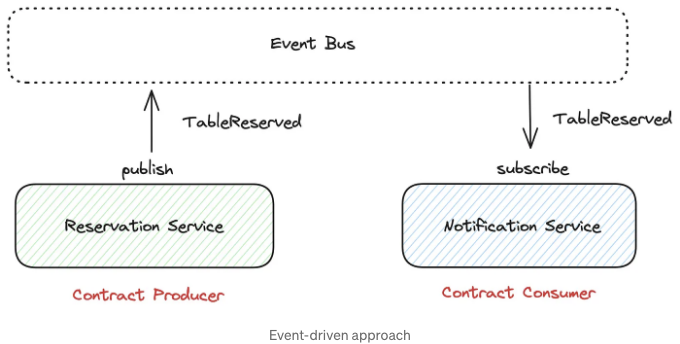 Event Bus
TableReserved
TableReserved
publish
subscribe
Reservation Service
Notification Service
Contract Producer
Contract Consumer
Event-driven approach